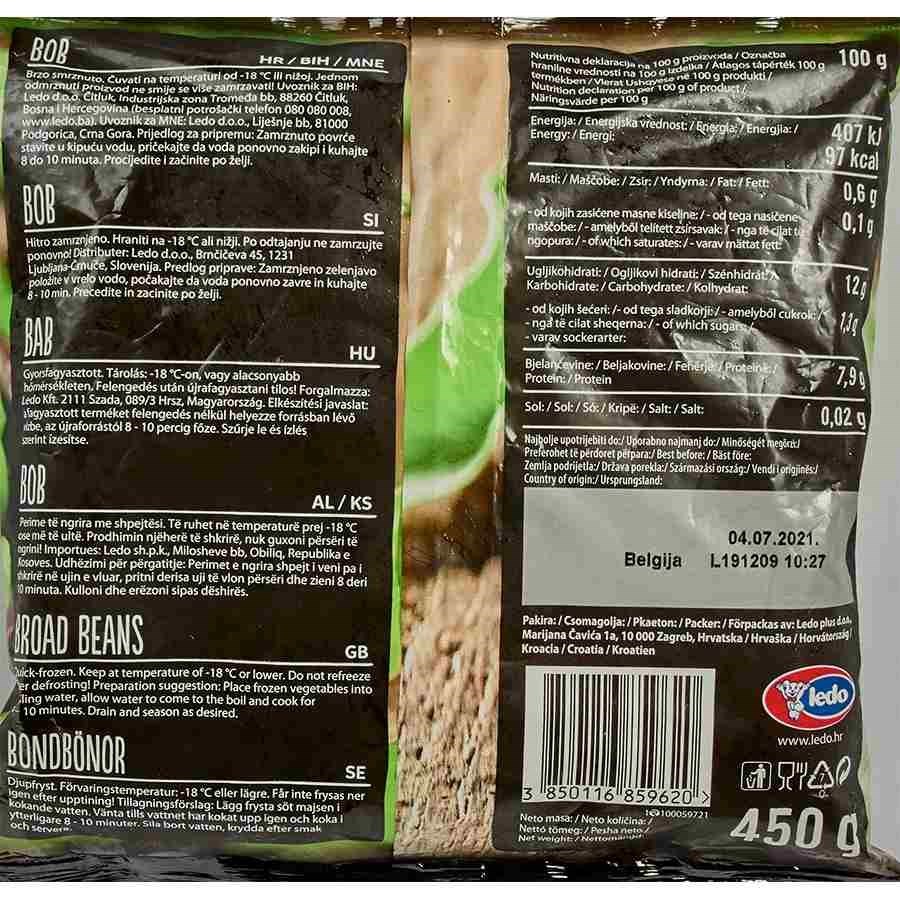 BOB
HR / BIH / MNE
Brzo smrznuto. Čuvati na temperaturi od -18 °C ili nižoj. Jednom
odmrznuti proizvod ne smije se više zamrzavati! Uvoznik za BIH:
Ledo d.o.o. Čitluk, Industrijska zona Tromeđa bb, 88260 Čitluk,
Bosna i Hercegovina (besplatni potrošački telefon 080 080 008,
www.ledo.ba). Uvoznik za MNE: Ledo d.o.o., Liješnje bb, 81000
Podgorica, Crna Gora. Prijedlog za pripremu: Zamrznuto povrće
stavite u kipuću vodu, pričekajte da voda ponovno zakipi i kuhajte
8 do 10 minuta. Procijedite i začinite po želji.
BOB
SI
Hitro zamrznjeno. Hraniti na -18 °C ali nižji. Po odtajanju ne zamrzujte
ponovno! Distributer: Ledo d.o.o., Brnčičeva 45, 1231
Ljubljana-Črnuče, Slovenija. Predlog priprave: Zamrznjeno zelenjavo
položite v vrelo vodo, počakajte da voda ponovno zavre in kuhajte
8 - 10 min. Precedite in zacinite po želji.
BAB
HU
Gyorsfagyasztott. Tárolás: -18 °C-on, vagy alacsonyabb
hőmérsékleten. Felengedés után újrafagyasztani tilos! Forgalmazza:
Ledo Kft. 2111 Szada, 089/3 Hrsz, Magyarország. Elkészítési javaslat:
a fagyasztott terméket felengedés nélkül helyezze forrásban lévő
vízbe, az újraforrástól 8 - 10 percig főze. Szűrje le és ízlés
szerint ízesítse.
BOB
AL / KS
Perime të ngrira me shpejtësi. Të ruhet në temperaturë prej -18 °C
ose më të ultë. Prodhimin njëherë të shkrirë, nuk guxoni përsëri të
ngrini! Importues: Ledo sh.p.k., Milosheve bb, Obiliq, Republika e
Kosoves. Udhëzimi për përgatitje: Perimet e ngrira shpejt i veni pa i
shkrirë në ujin e vluar, pritni derisa uji të vlon përsëri dhe zieni 8 deri
10 minuta. Kulloni dhe erëzoni sipas dëshirës.
BROAD BEANS
GB
Quick-frozen. Keep at temperature of -18 °C or lower. Do not refreeze
after defrosting! Preparation suggestion: Place frozen vegetables into
boiling water, allow water to come to the boil and cook for
8 - 10 minutes. Drain and season as desired.
BONDBÖNOR
SE
Djupfryst. Förvaringstemperatur: -18 °C eller lägre. Får inte frysas ner
igen efter upptining! Tillagningsförslag: Lägg frysta söt majsen i
kokande vatten. Vänta tills vattnet har kokat upp igen och koka i
ytterligare 8 - 10 minuter. Sila bort vatten, krydda efter smak
och servera.
Nutritivna deklaracija na 100 g proizvoda / Označba
hranilne vrednosti na 100 g izdelka / Átlagos tápérték 100 g
termékben / Vlerat Ushqyese në 100 g produkti /
Nutrition declaration per 100 g of product /
Näringsvärde per 100 g
100 g
Energija: / Energijska vrednost: / Energia: / Energjia: /
Energy: / Energi:
407 kJ
97 kcal
Masti: / Maščobe: / Zsír: / Yndyrna: / Fat: / Fett:
0,6 g
- od kojih zasićene masne kiseline: / - od tega nasičene
maščobe: / - amelyből telített zsírsavak: / - nga të cilat të
ngopura: / - of which saturates: / - varav mättat fett:
0,1 g
Ugljikohidrati: / Ogljikovi hidrati: / Szénhidrát: /
Karbohidrate: / Carbohydrate: / Kolhydrat:
12 g
- od kojih šećeri: / - od tega sladkorji: / - amelyből cukrok: /
- nga të cilat sheqerna: / - of which sugars: /
- varav sockerarter:
1,3 g
Bjelančevine: / Beljakovine: / Fehérje: / Proteine: /
Protein: / Protein
7,9 g
Sol: / Sol: / Só: / Kripë: / Salt: / Salt:
0,02 g
Najbolje upotrijebiti do:/ Uporabno najmanj do:/ Minőségét megőrzi:/
Preferohet të përdoret përpara:/ Best before: / Bäst före:
Zemlja podrijetla:/ Država porekla:/ Származási ország:/ Vendi i origjinës:/
Country of origin:/ Ursprungsland:
04.07.2021.
Belgija L191209 10:27
Pakira: / Csomagolja: / Pkaeton: / Packer: / Förpackas av: Ledo plus d.o.o.,
Marijana Čavića 1a, 10 000 Zagreb, Hrvatska / Hrvaška / Horvátország /
Kroacia / Croatia / Kroatien
ledo
www.ledo.hr
7
O
3 850116 859620 >
Neto masa: / Neto količina: /
Nettó tömeg: / Pesha neto /
Net weight: /
450 g